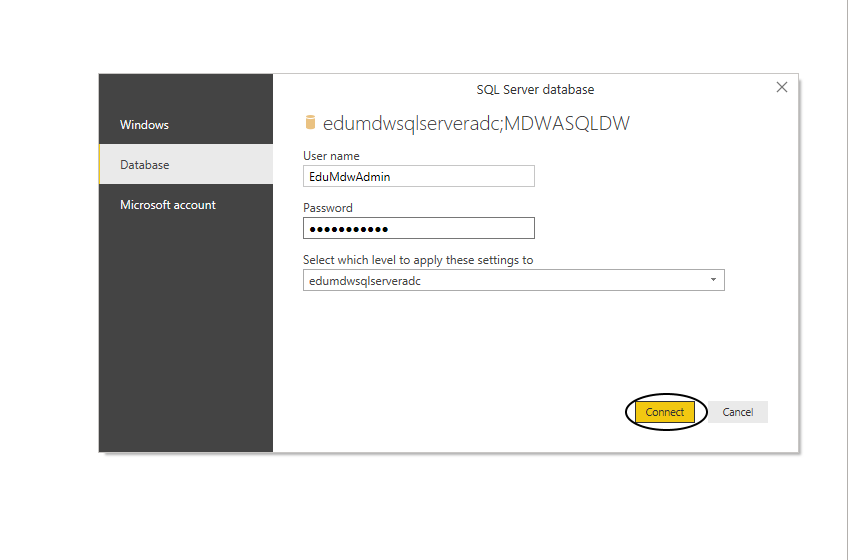 SQL Server database
Windows
Database
Microsoft account
edumdwsqlserveradc;MDWASQLDW
User name
EduMdwAdmin
Password
●●●●●●●●●●●
Select which level to apply these settings to
edumdwsqlserveradc
Connect
Cancel